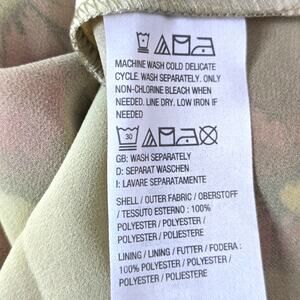 MACHINE WASH COLD DELICATE
CYCLE. WASH SEPARATELY. ONLY
NON-CHLORINE BLEACH WHEN
NEEDED. LINE DRY. LOW IRON IF
NEEDED
30
GB: WASH SEPARATELY
D: SEPARAT WASCHEN
I: LAVARE SEPARATAMENTE
SHELL / OUTER FABRIC / OBERSTOFF
/ TESSUTO ESTERNO : 100%
POLYESTER / POLYESTER /
POLYESTER / POLIESTERE
LINING / LINING / FUTTER / FODERA :
100% POLYESTER / POLYESTER /
POLYESTER / POLIESTERE